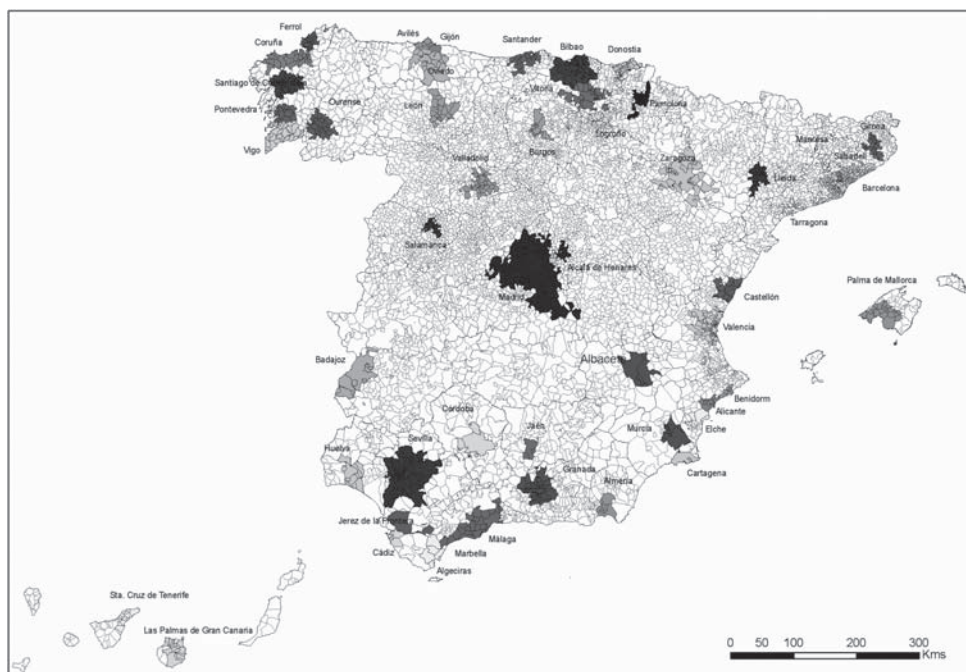 Ferrol
Coruña
Avilés
Gijón
Santander
Bilbao
Donostia
Oviedo
Santiago de Compostela
Vitoria
Pamplona
Pontevedra
Ourense
León
Logroño
Girona
Manresa
Vigo
Burgos
Sabadell
Valladolid
Zaragoza
Lleida
Barcelona
Tarragona
Salamanca
Alcalá de Henares
Madrid
Castellón
Palma de Mallorca
Valencia
Badajoz
Albacete
Benidorm
Alicante
Córdoba
Jaén
Murcia
Elche
Sevilla
Huelva
Granada
Almería
Cartagena
Jerez de la Frontera
Málaga
Cádiz
Marbella
Algeciras
Sta. Cruz de Tenerife
Las Palmas de Gran Canaria
0 50 100 200 300
Kms